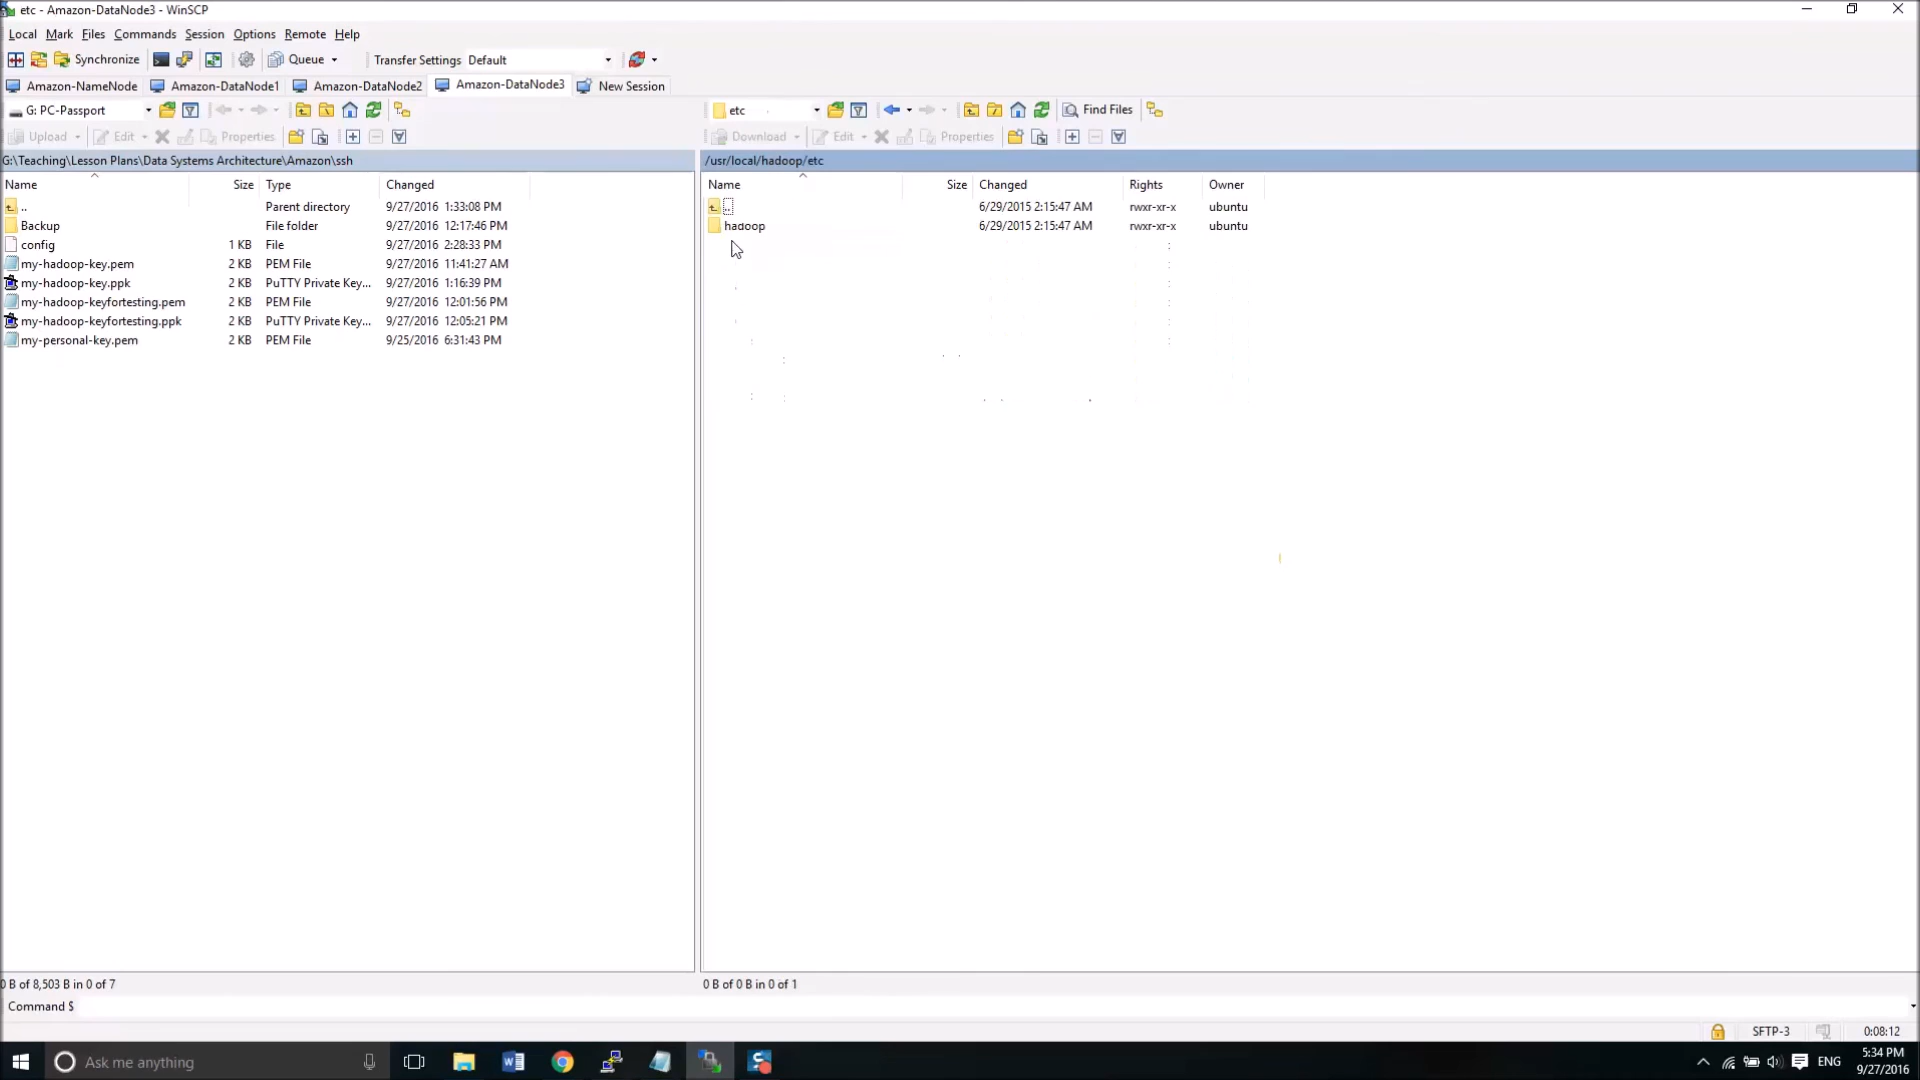 etc - Amazon-DataNode3 - WinSCP
Local Mark Files Commands Session Options Remote Help
Synchronize Queue Transfer Settings Default
Amazon-NameNode Amazon-DataNode1 Amazon-DataNode2 Amazon-DataNode3 New Session
G: PC-Passport etc Find Files
Upload Edit Properties Download Edit Properties
G:\Teaching\Lesson Plans\Data Systems Architecture\Amazon\ssh /usr/local/hadoop/etc
Name Size Type Changed Name Size Changed Rights Owner
.. Parent directory 9/27/2016 1:33:08 PM .. 6/29/2015 2:15:47 AM rwxr-xr-x ubuntu
Backup File folder 9/27/2016 12:17:46 PM hadoop 6/29/2015 2:15:47 AM rwxr-xr-x ubuntu
config 1 KB File 9/27/2016 2:28:33 PM
my-hadoop-key.pem 2 KB PEM File 9/27/2016 11:41:27 AM
my-hadoop-key.ppk 2 KB PuTTY Private Key... 9/27/2016 1:16:39 PM
my-hadoop-keyfortesting.pem 2 KB PEM File 9/27/2016 12:01:56 PM
my-hadoop-keyfortesting.ppk 2 KB PuTTY Private Key... 9/27/2016 12:05:21 PM
my-personal-key.pem 2 KB PEM File 9/25/2016 6:31:43 PM
0 B of 8,503 B in 0 of 7 0 B of 0 B in 0 of 1
Command $
SFTP-3 0:08:12
Ask me anything ENG 5:34 PM
9/27/2016